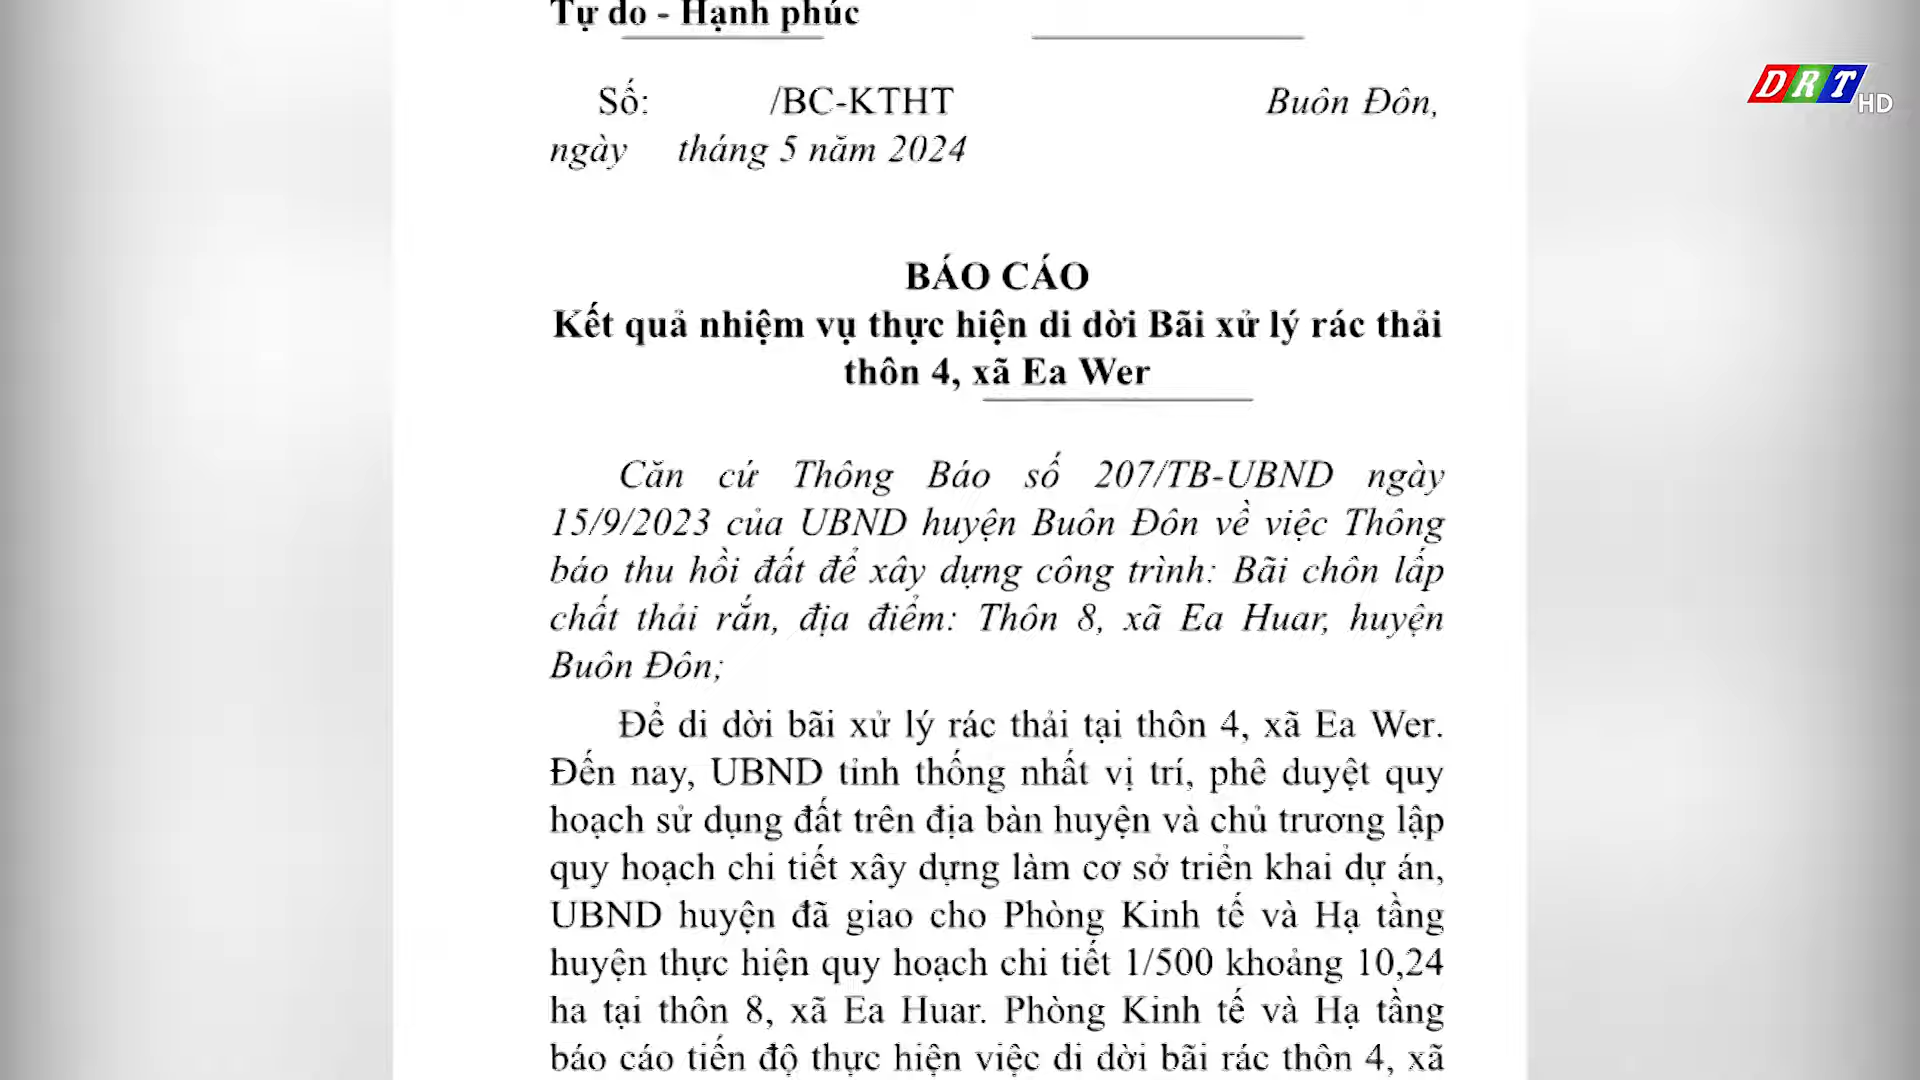 Tự do - Hạnh phúc
DRT HD
Số: /BC-KTHT Buôn Đôn,
ngày tháng 5 năm 2024
BÁO CÁO
Kết quả nhiệm vụ thực hiện di dời Bãi xử lý rác thải
thôn 4, xã Ea Wer
Căn cứ Thông Báo số 207/TB-UBND ngày
15/9/2023 của UBND huyện Buôn Đôn về việc Thông
báo thu hồi đất để xây dựng công trình: Bãi chôn lấp
chất thải rắn, địa điểm: Thôn 8, xã Ea Huar, huyện
Buôn Đôn;
Để di dời bãi xử lý rác thải tại thôn 4, xã Ea Wer.
Đến nay, UBND tỉnh thống nhất vị trí, phê duyệt quy
hoạch sử dụng đất trên địa bàn huyện và chủ trương lập
quy hoạch chi tiết xây dựng làm cơ sở triển khai dự án,
UBND huyện đã giao cho Phòng Kinh tế và Hạ tầng
huyện thực hiện quy hoạch chi tiết 1/500 khoảng 10,24
ha tại thôn 8, xã Ea Huar. Phòng Kinh tế và Hạ tầng
báo cáo tiến độ thực hiện việc di dời bãi rác thôn 4, xã